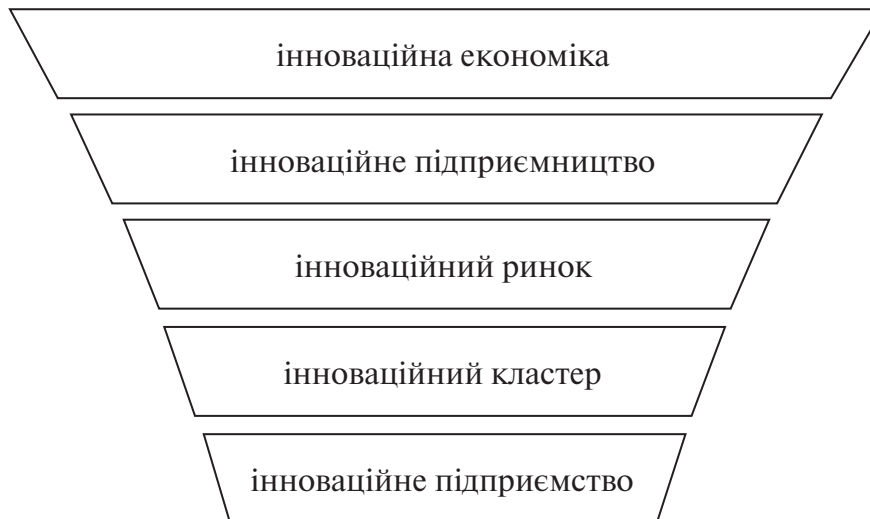 інноваційна економіка
інноваційне підприємництво
інноваційний ринок
інноваційний кластер
інноваційне підприємство